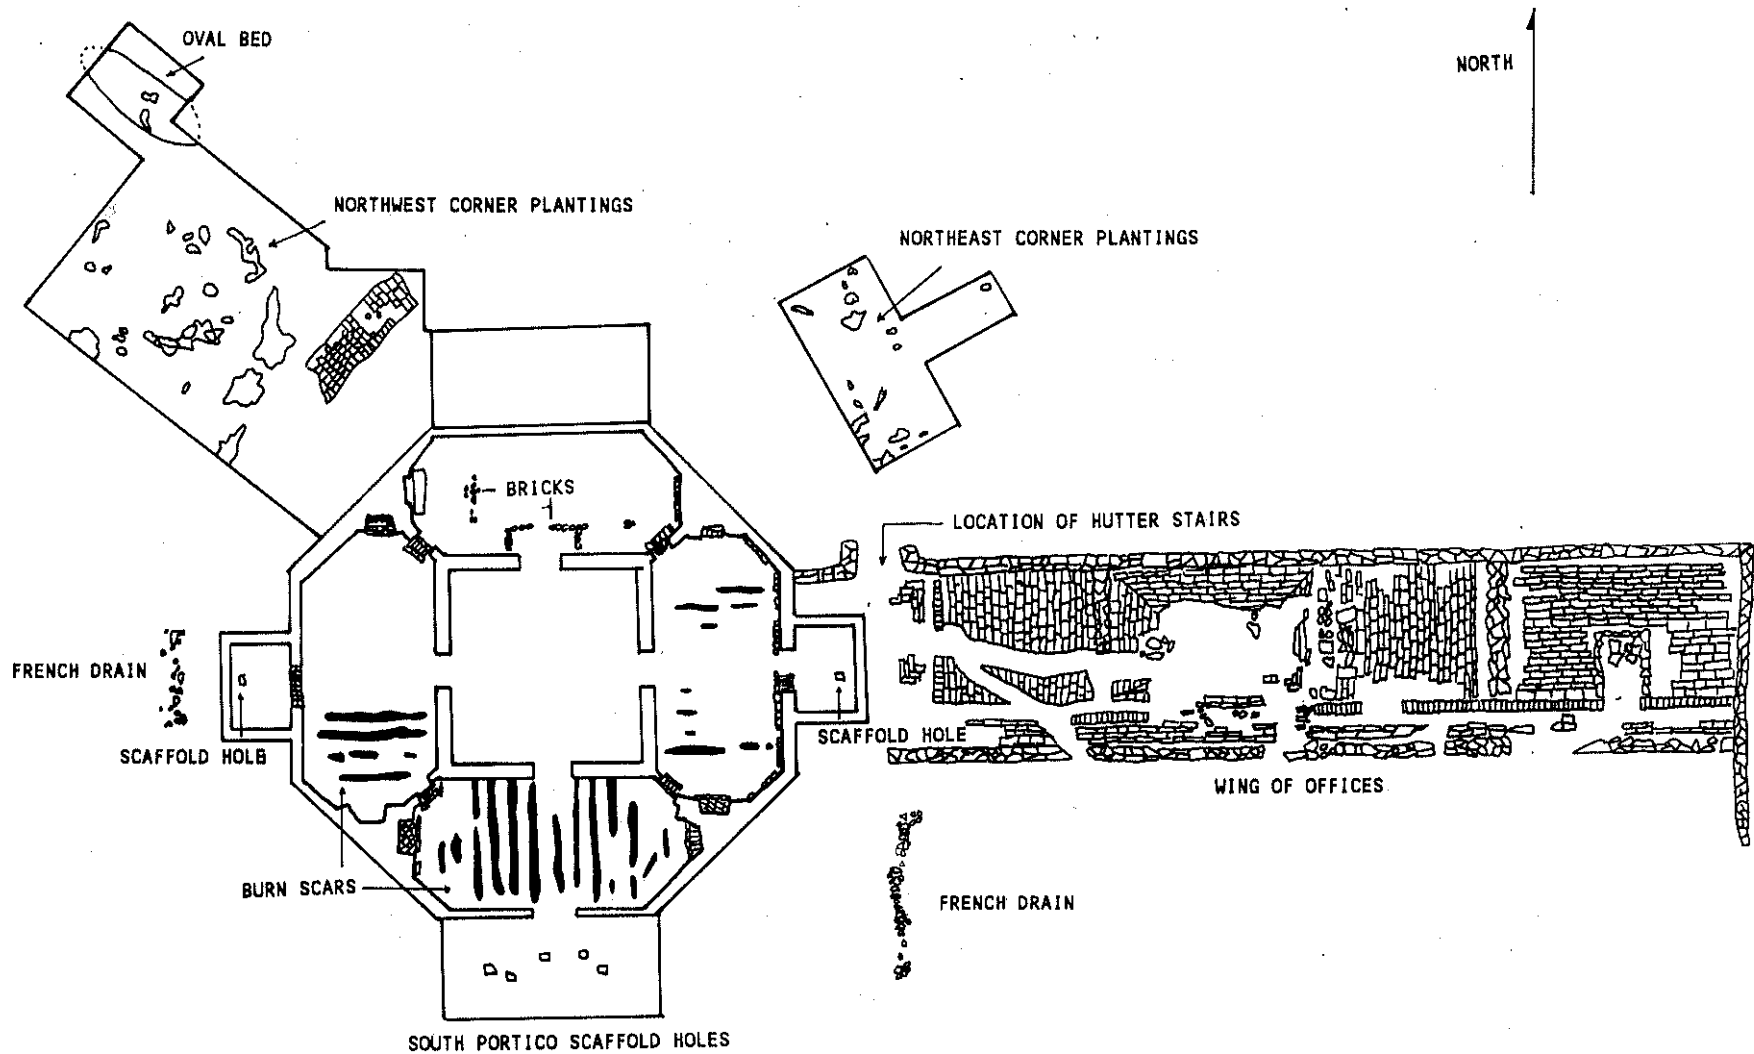 OVAL BED
NORTH
NORTHWEST CORNER PLANTINGS
NORTHEAST CORNER PLANTINGS
BRICKS
LOCATION OF HUTTER STAIRS
FRENCH DRAIN
SCAFFOLD HOLE
SCAFFOLD HOLE
WING OF OFFICES
BURN SCARS
FRENCH DRAIN
SOUTH PORTICO SCAFFOLD HOLES